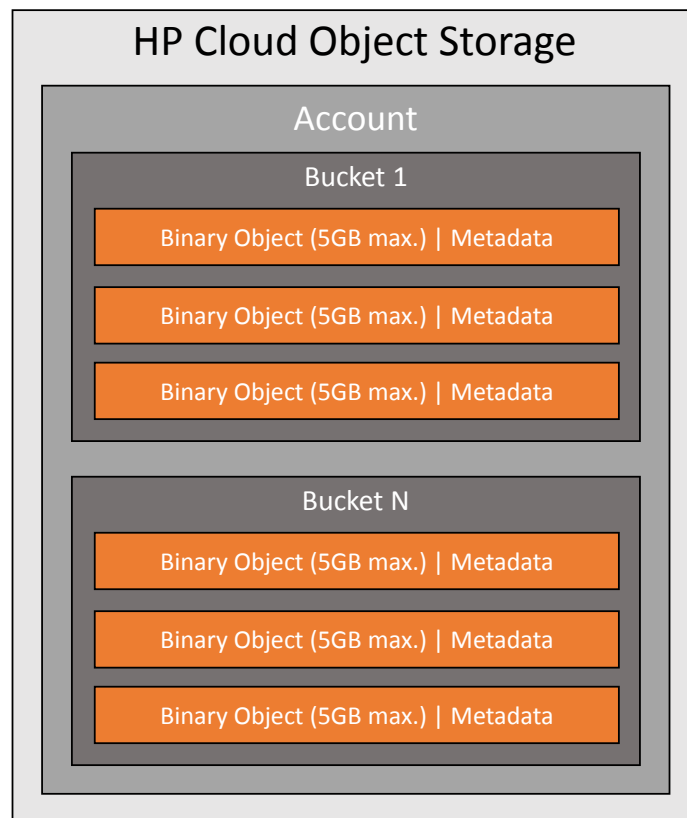 HP Cloud Object Storage
Account
Bucket 1
Binary Object (5GB max.) | Metadata
Binary Object (5GB max.) | Metadata
Binary Object (5GB max.) | Metadata
Bucket N
Binary Object (5GB max.) | Metadata
Binary Object (5GB max.) | Metadata
Binary Object (5GB max.) | Metadata